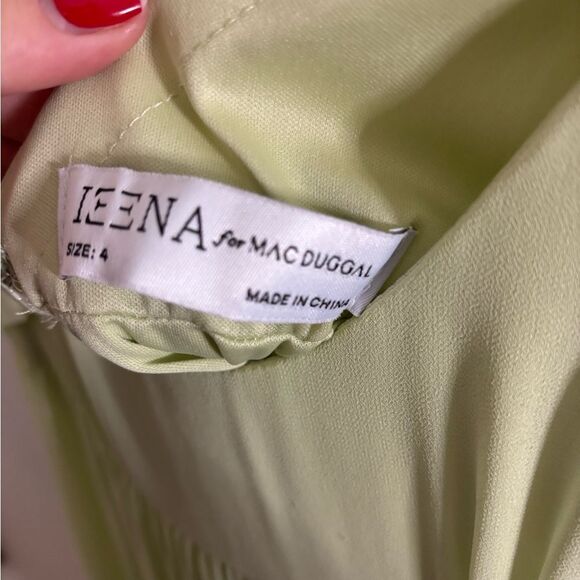 IEENA for MAC DUGGAL
SIZE: 4
MADE IN CHINA